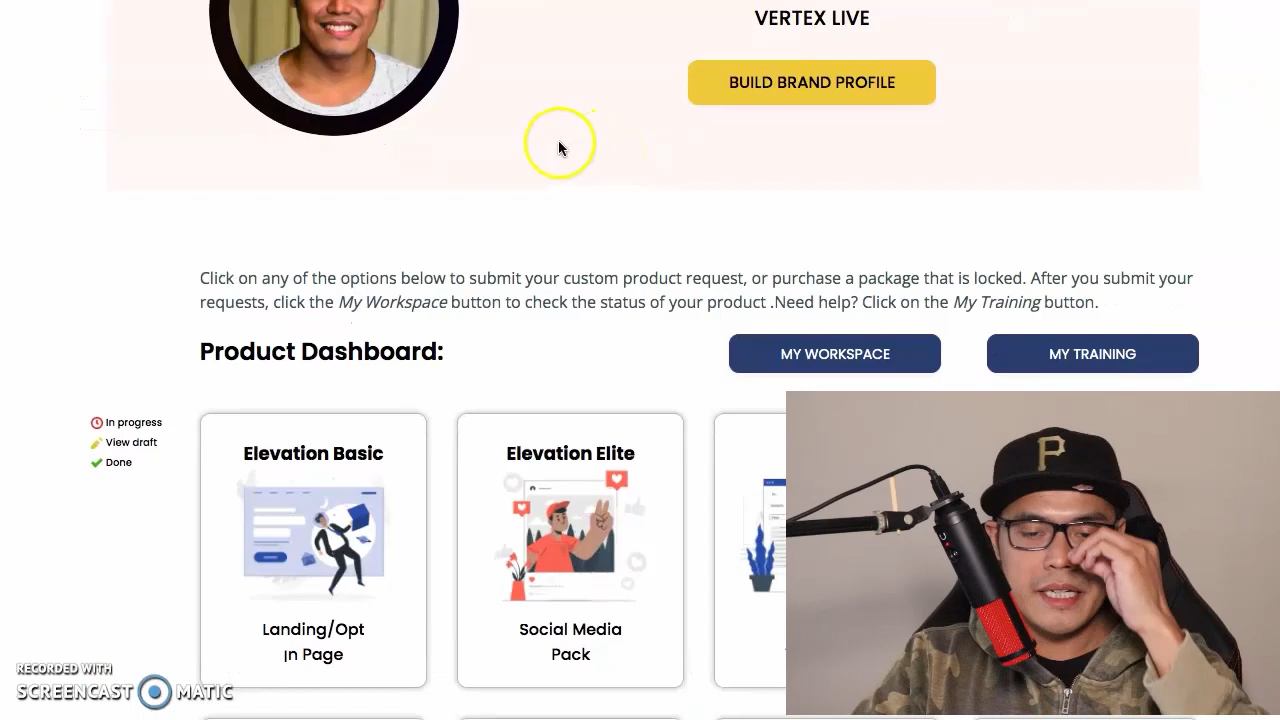 VERTEX LIVE
BUILD BRAND PROFILE
Click on any of the options below to submit your custom product request, or purchase a package that is locked. After you submit your
requests, click the My Workspace button to check the status of your product .Need help? Click on the My Training button.
Product Dashboard:
MY WORKSPACE
MY TRAINING
In progress
View draft
Done
Elevation Basic
Landing/Opt
In Page
Elevation Elite
Social Media
Pack
P
RECORDED WITH
SCREENCAST MATIC